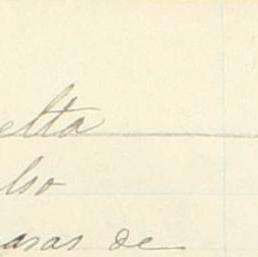 elta
lso
asas de